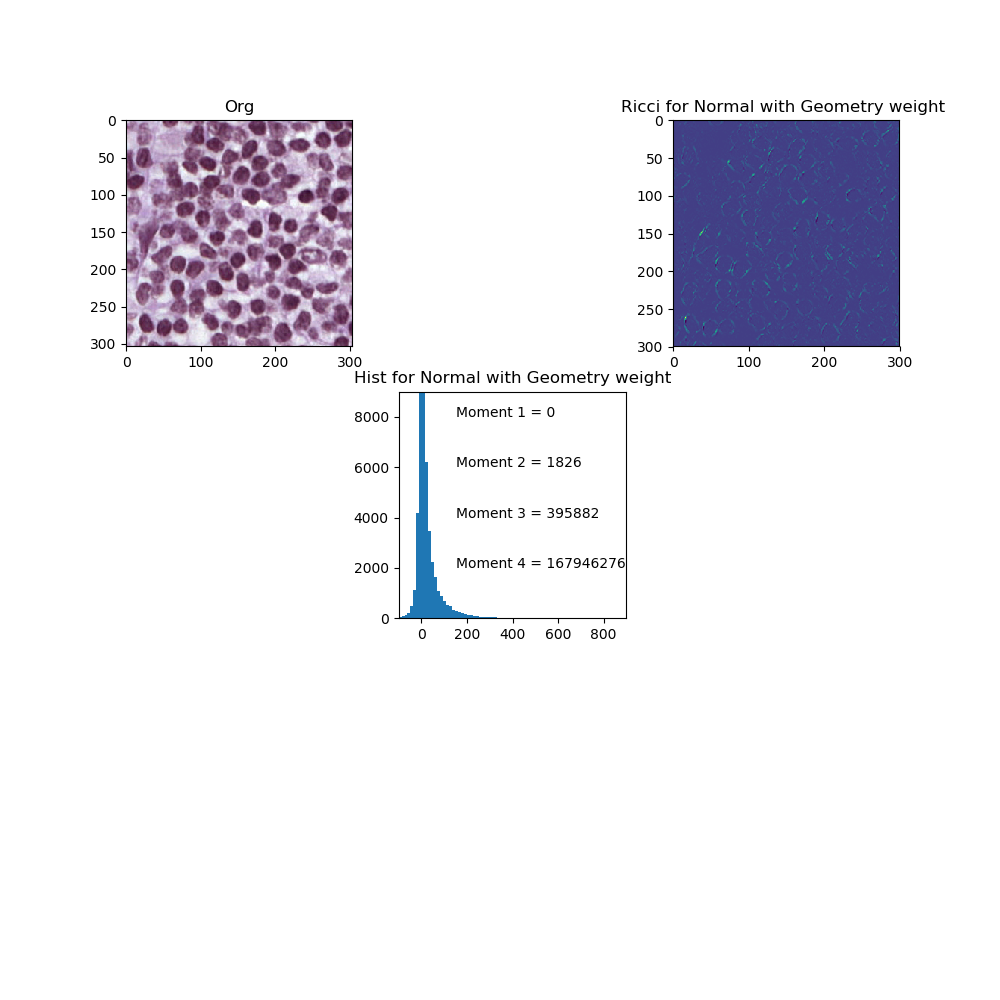 Org
0
50
100
150
200
250
300
0 100 200 300
Ricci for Normal with Geometry weight
0
50
100
150
200
250
300
0 100 200 300
Hist for Normal with Geometry weight
8000
6000
4000
2000
0
0 200 400 600 800
Moment 1 = 0
Moment 2 = 1826
Moment 3 = 395882
Moment 4 = 167946276